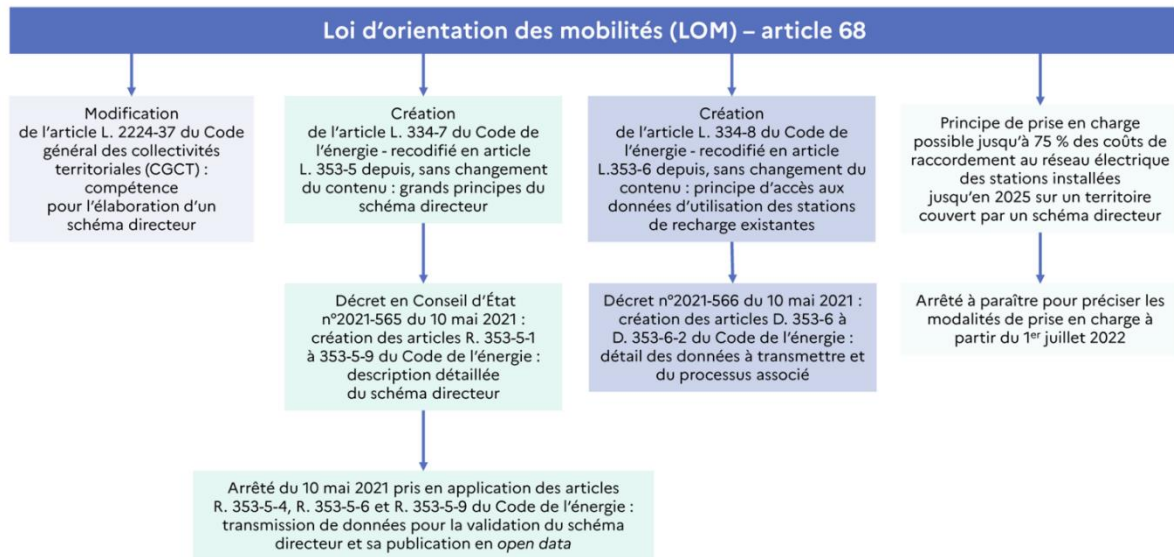 Loi d’orientation des mobilités (LOM) – article 68
Modification
de l’article L. 2224-37 du Code
général des collectivités
territoriales (CGCT) :
compétence
pour l’élaboration d’un
schéma directeur
Création
de l’article L. 334-7 du Code de
l’énergie - recodifié en article
L. 353-5 depuis, sans changement
du contenu : grands principes du
schéma directeur
Création
de l’article L. 334-8 du Code de
l’énergie - recodifié en article
L.353-6 depuis, sans changement
du contenu : principe d’accès aux
données d’utilisation des stations
de recharge existantes
Principe de prise en charge
possible jusqu’à 75 % des coûts de
raccordement au réseau électrique
des stations installées
jusqu’en 2025 sur un territoire
couvert par un schéma directeur
Décret en Conseil d’État
n°2021-565 du 10 mai 2021 :
création des articles R. 353-5-1
à 353-5-9 du Code de l’énergie :
description détaillée
du schéma directeur
Décret n°2021-566 du 10 mai 2021 :
création des articles D. 353-6 à
D. 353-6-2 du Code de l’énergie :
détail des données à transmettre et
du processus associé
Arrêté à paraître pour préciser les
modalités de prise en charge à
partir du 1er juillet 2022
Arrêté du 10 mai 2021 pris en application des articles
R. 353-5-4, R. 353-5-6 et R. 353-5-9 du Code de l’énergie :
transmission de données pour la validation du schéma
directeur et sa publication en open data